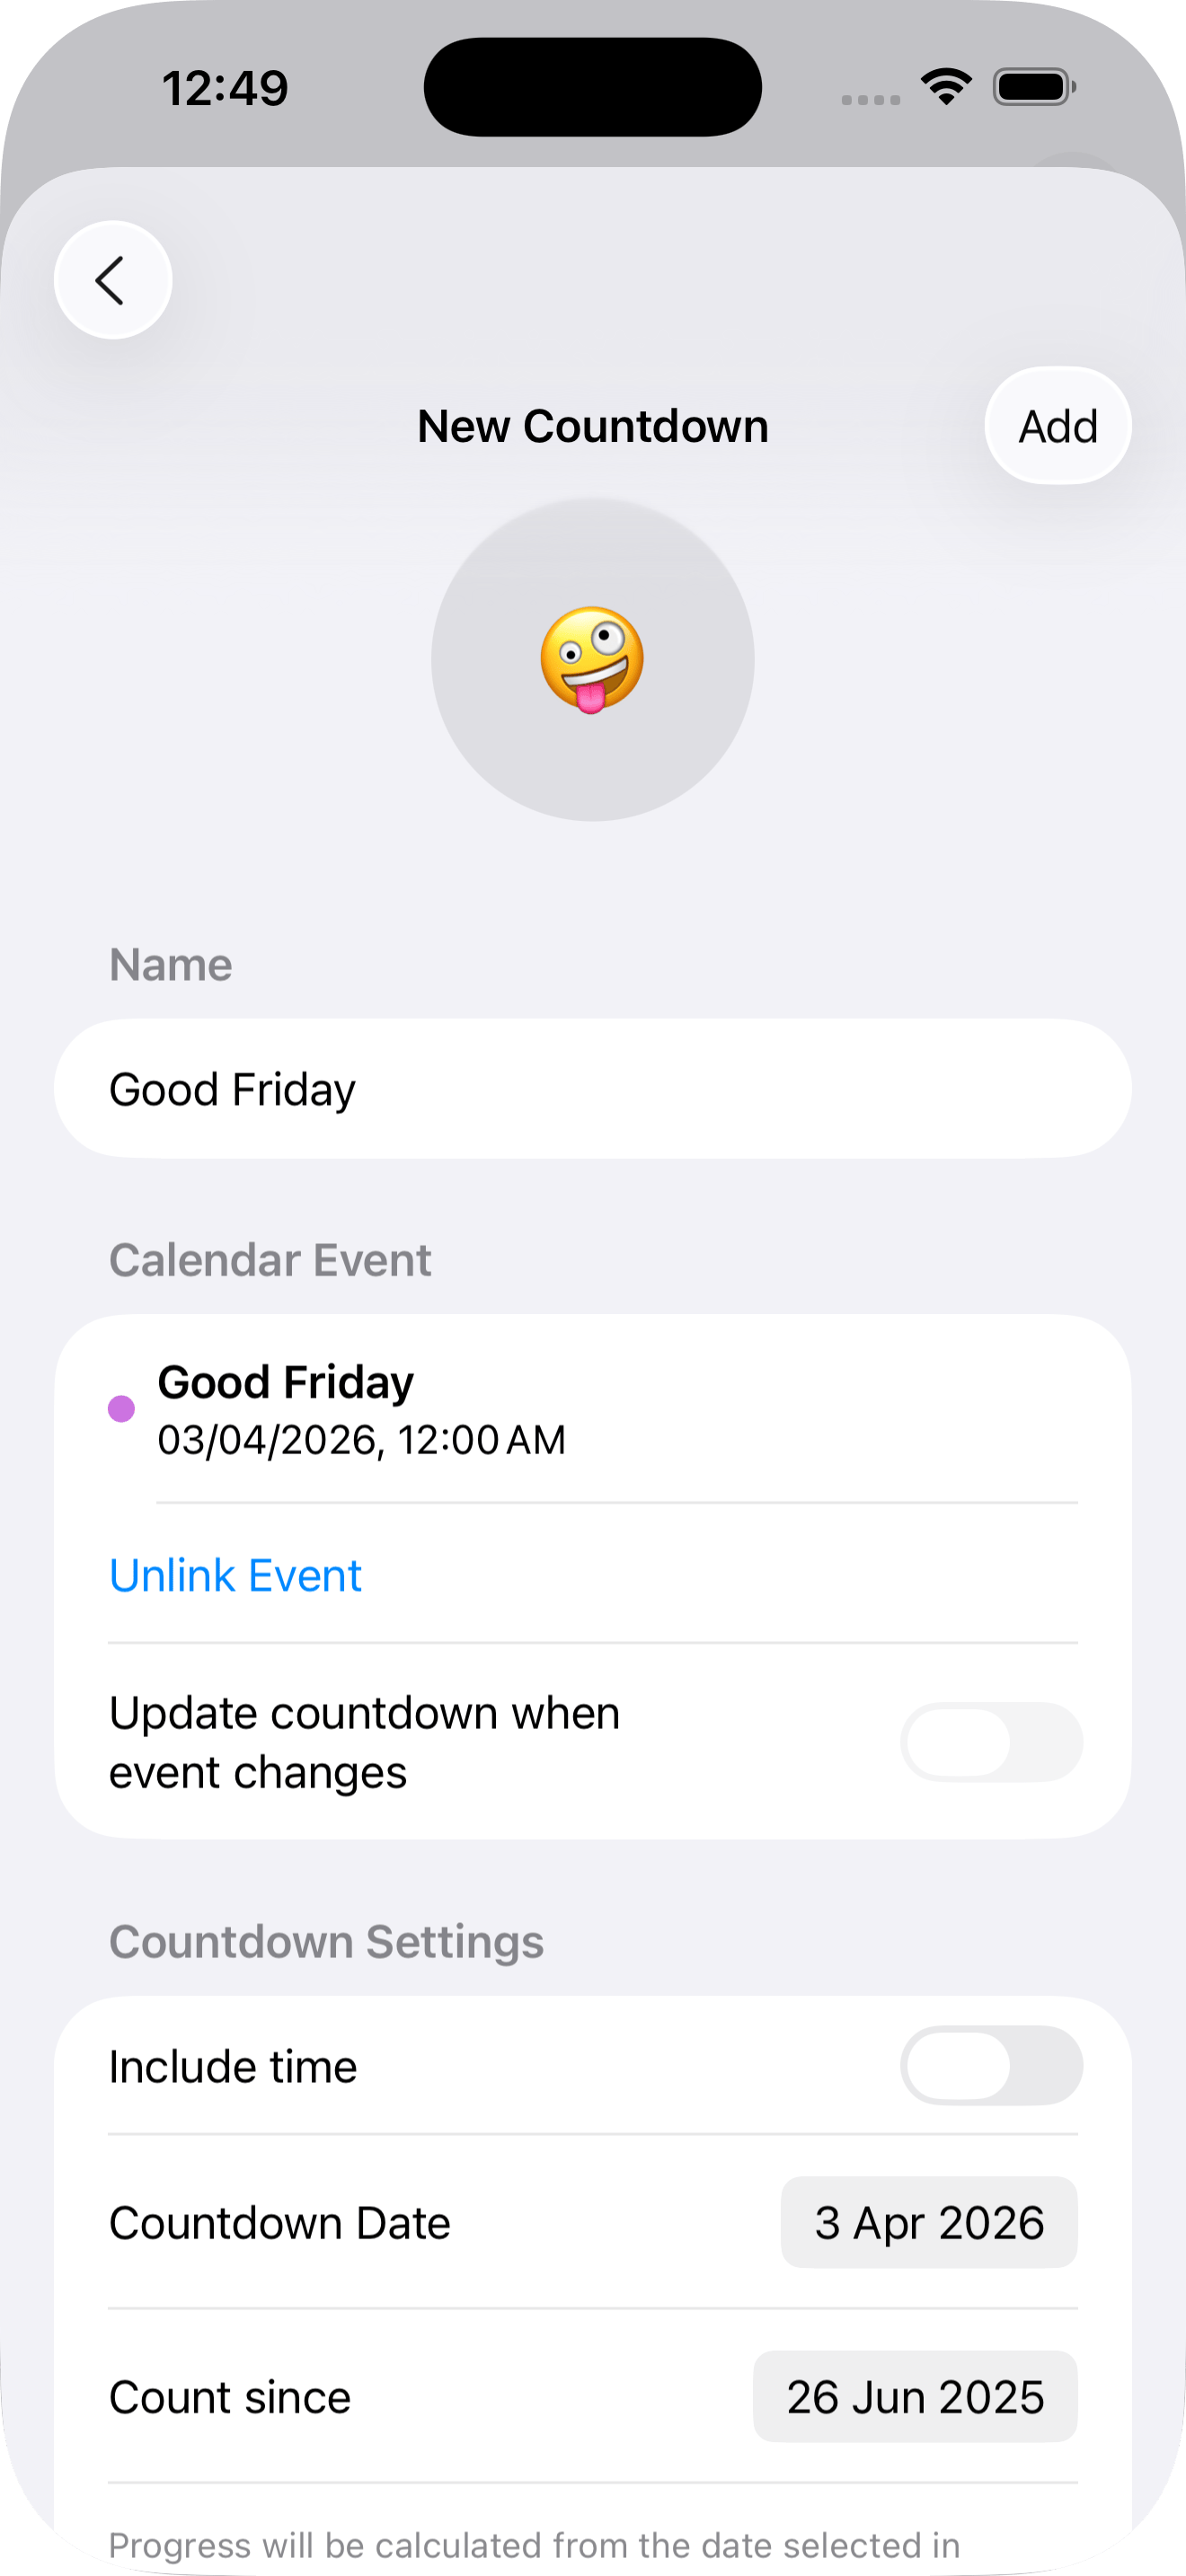 12:49
New Countdown
Add
Name
Good Friday
Calendar Event
Good Friday
03/04/2026, 12:00 AM
Unlink Event
Update countdown when
event changes
Countdown Settings
Include time
Countdown Date
3 Apr 2026
Count since
26 Jun 2025
Progress will be calculated from the date selected in